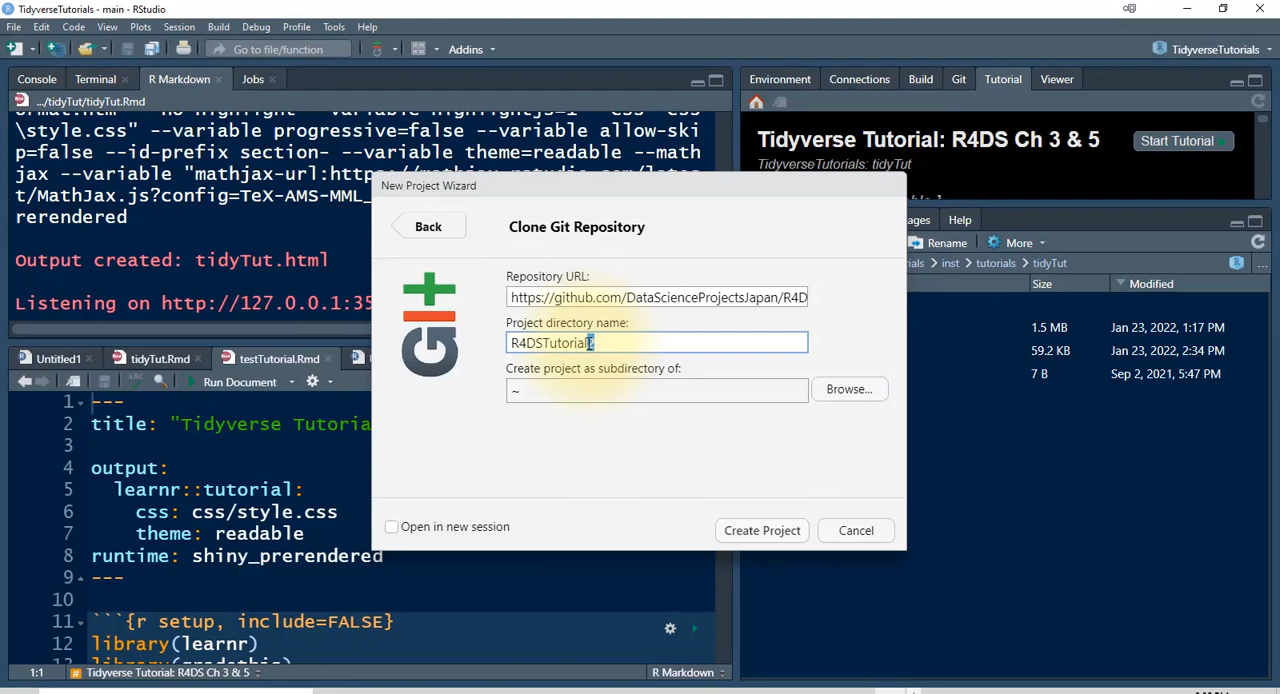 TidyverseTutorials - main - RStudio
File Edit Code View Plots Session Build Debug Profile Tools Help
Go to file/function Addins TidyverseTutorials
Console Terminal R Markdown Jobs
.../tidyTut/tidyTut.Rmd
\style.css" --variable progressive=false --variable allow-ski
p=false --id-prefix section- --variable theme=readable --math
jax --variable "mathjax-url:https://mathjax.rstudio.com/lates
t/MathJax.js?config=TeX-AMS-MML_
rerendered
Output created: tidyTut.html
Listening on http://127.0.0.1:35
Untitled1 tidyTut.Rmd testTutorial.Rmd
Run Document
1 ---
2 title: "Tidyverse Tutoria
3
4 output:
5 learnr::tutorial:
6 css: css/style.css
7 theme: readable
8 runtime: shiny_prerendered
9 ---
10
11 ```{r setup, include=FALSE}
12 library(learnr)
1:1 # Tidyverse Tutorial: R4DS Ch 3 & 5 R Markdown
Environment Connections Build Git Tutorial Viewer
Tidyverse Tutorial: R4DS Ch 3 & 5 Start Tutorial
TidyverseTutorials: tidyTut
ages Help
Rename More
ials > inst > tutorials > tidyTut
Size Modified
1.5 MB Jan 23, 2022, 1:17 PM
59.2 KB Jan 23, 2022, 2:34 PM
7 B Sep 2, 2021, 5:47 PM
New Project Wizard
Back Clone Git Repository
GIT
Repository URL:
https://github.com/DataScienceProjectsJapan/R4D
Project directory name:
R4DSTutorial
Create project as subdirectory of:
~ Browse...
Open in new session Create Project Cancel